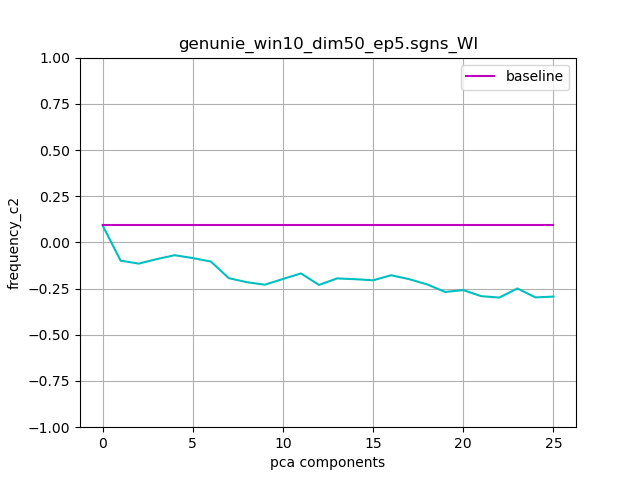 genunie_win10_dim50_ep5.sgns_WI
baseline
frequency_c2
1.00
0.75
0.50
0.25
0.00
−0.25
−0.50
−0.75
−1.00
0 5 10 15 20 25
pca components